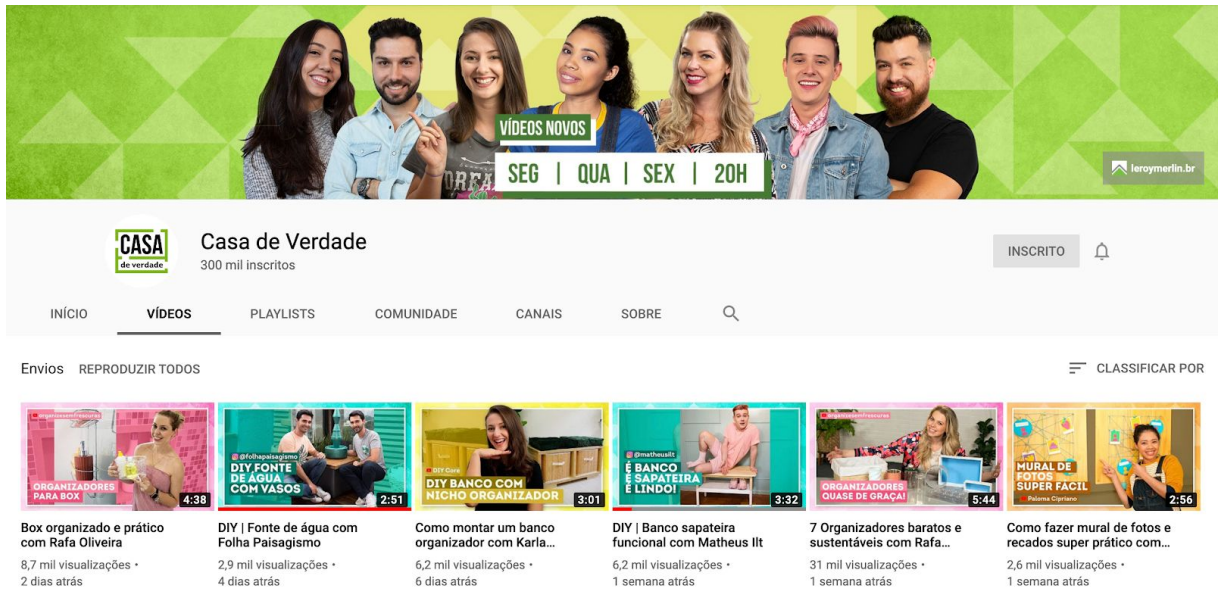 VÍDEOS NOVOS
SEG | QUA | SEX | 20H
leroymerlin.br
CASA
de verdade
Casa de Verdade
300 mil inscritos
INSCRITO
INÍCIO VÍDEOS PLAYLISTS COMUNIDADE CANAIS SOBRE
Envios REPRODUZIR TODOS
CLASSIFICAR POR
organizesemfrescuras
ORGANIZADORES
PARA BOX
4:38
@folhapaisagismo
DIY FONTE
DE ÁGUA
COM VASOS
2:51
DIY Core
DIY BANCO COM
NICHO ORGANIZADOR
3:01
@matheusilt
É BANCO
É SAPATEIRA
É LINDO!
3:32
organizesemfrescuras
ORGANIZADORES
QUASE DE GRAÇA!
5:44
MURAL DE
FOTOS
SUPER FÁCIL
Paloma Cipriano
2:56
Box organizado e prático
com Rafa Oliveira
8,7 mil visualizações •
2 dias atrás
DIY | Fonte de água com
Folha Paisagismo
2,9 mil visualizações •
4 dias atrás
Como montar um banco
organizador com Karla...
6,2 mil visualizações •
6 dias atrás
DIY | Banco sapateira
funcional com Matheus Ilt
6,2 mil visualizações •
1 semana atrás
7 Organizadores baratos e
sustentáveis com Rafa...
31 mil visualizações •
1 semana atrás
Como fazer mural de fotos e
recados super prático com...
2,6 mil visualizações •
1 semana atrás